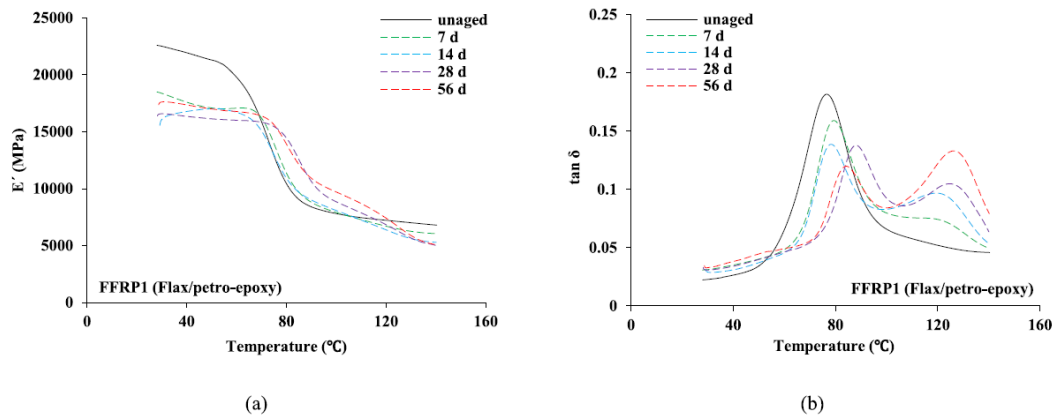 25000
20000
15000
10000
5000
0
E´ (MPa)
unaged
7 d
14 d
28 d
56 d
FFRP1 (Flax/petro-epoxy)
0
40
80
120
160
Temperature (℃)
(a)
0.25
0.2
0.15
0.1
0.05
0
tan δ
unaged
7 d
14 d
28 d
56 d
FFRP1 (Flax/petro-epoxy)
0
40
80
120
160
Temperature (℃)
(b)